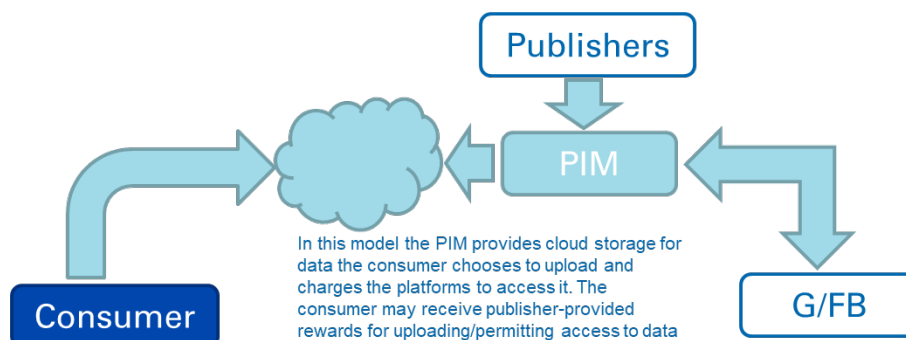 Publishers
PIM
In this model the PIM provides cloud storage for
data the consumer chooses to upload and
charges the platforms to access it. The
consumer may receive publisher-provided
rewards for uploading/permitting access to data
Consumer
G/FB